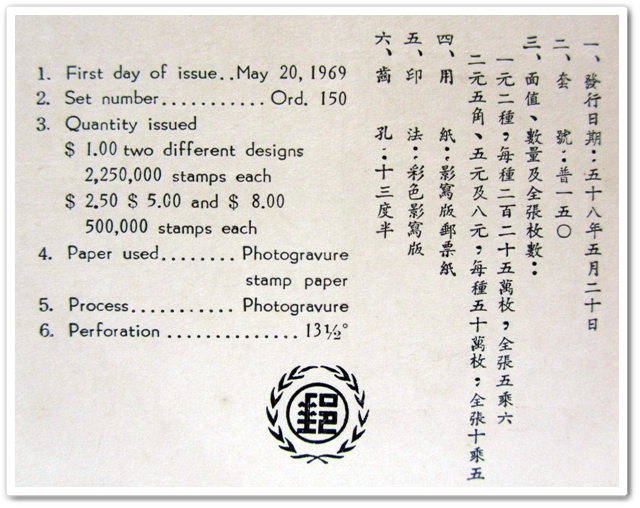 1. First day of issue..May 20, 1969
2. Set number........... Ord. 150
3. Quantity issued
$ 1.00 two different designs
2,250,000 stamps each
$ 2.50 $ 5.00 and $ 8.00
500,000 stamps each
4. Paper used........ Photogravure
stamp paper
5. Process........... Photogravure
6. Perforation .............. 13½°
郵
一、發行日期：五十八年五月二十日
二、套號：普一五〇
三、面值、數量及全張枚數：
一元二種，每種二百二十五萬枚，全張五乘六
二元五角、五元及八元，每種五十萬枚，全張十乘五
四、用紙：影寫版郵票紙
五、印法：彩色影寫版
六、齒孔：十三度半